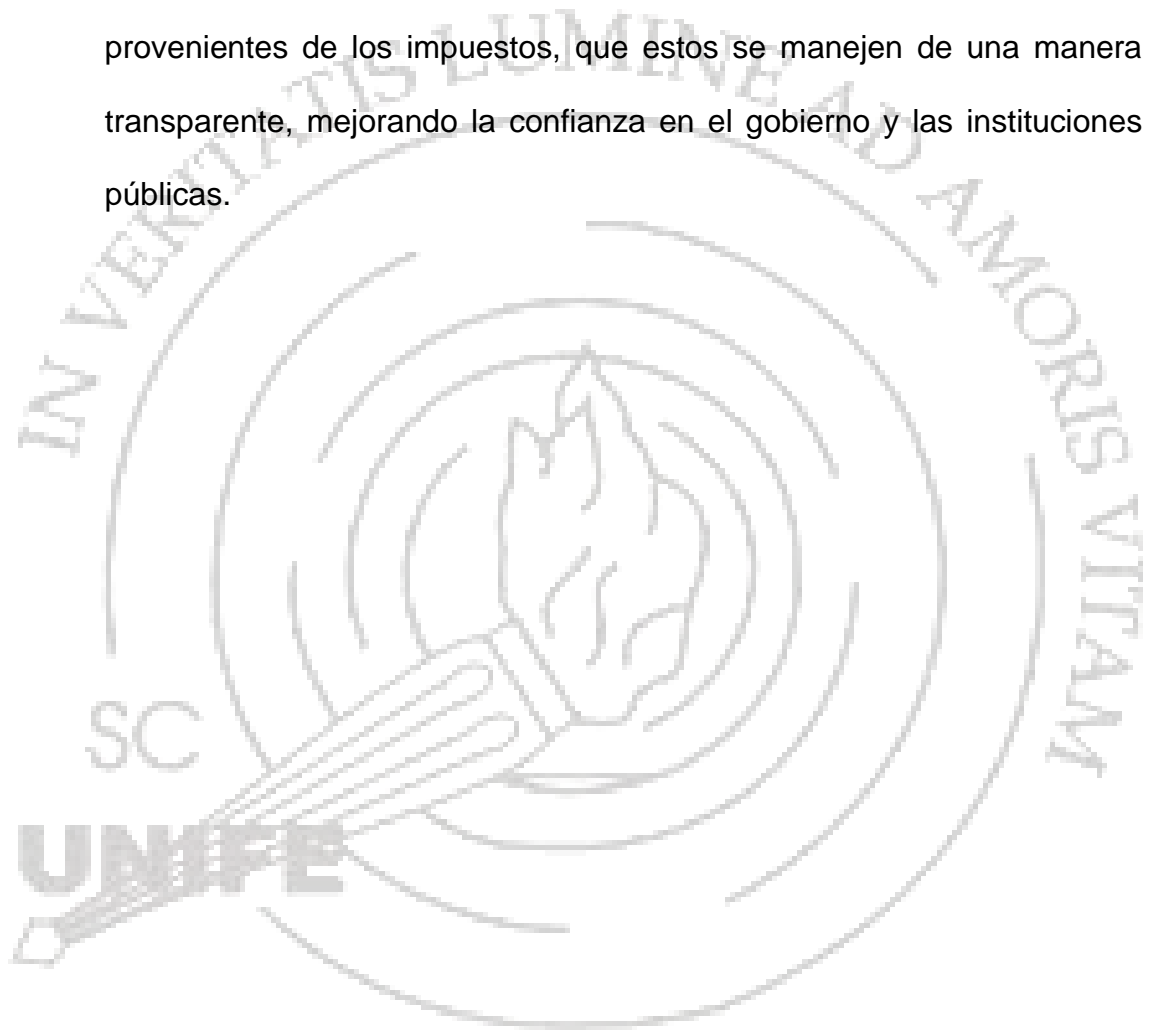 provenientes de los impuestos, que estos se manejen de una manera
transparente, mejorando la confianza en el gobierno y las instituciones
públicas.
IN VERITATIS LUMINE AD AMORIS VITAM
SC
UNIFE